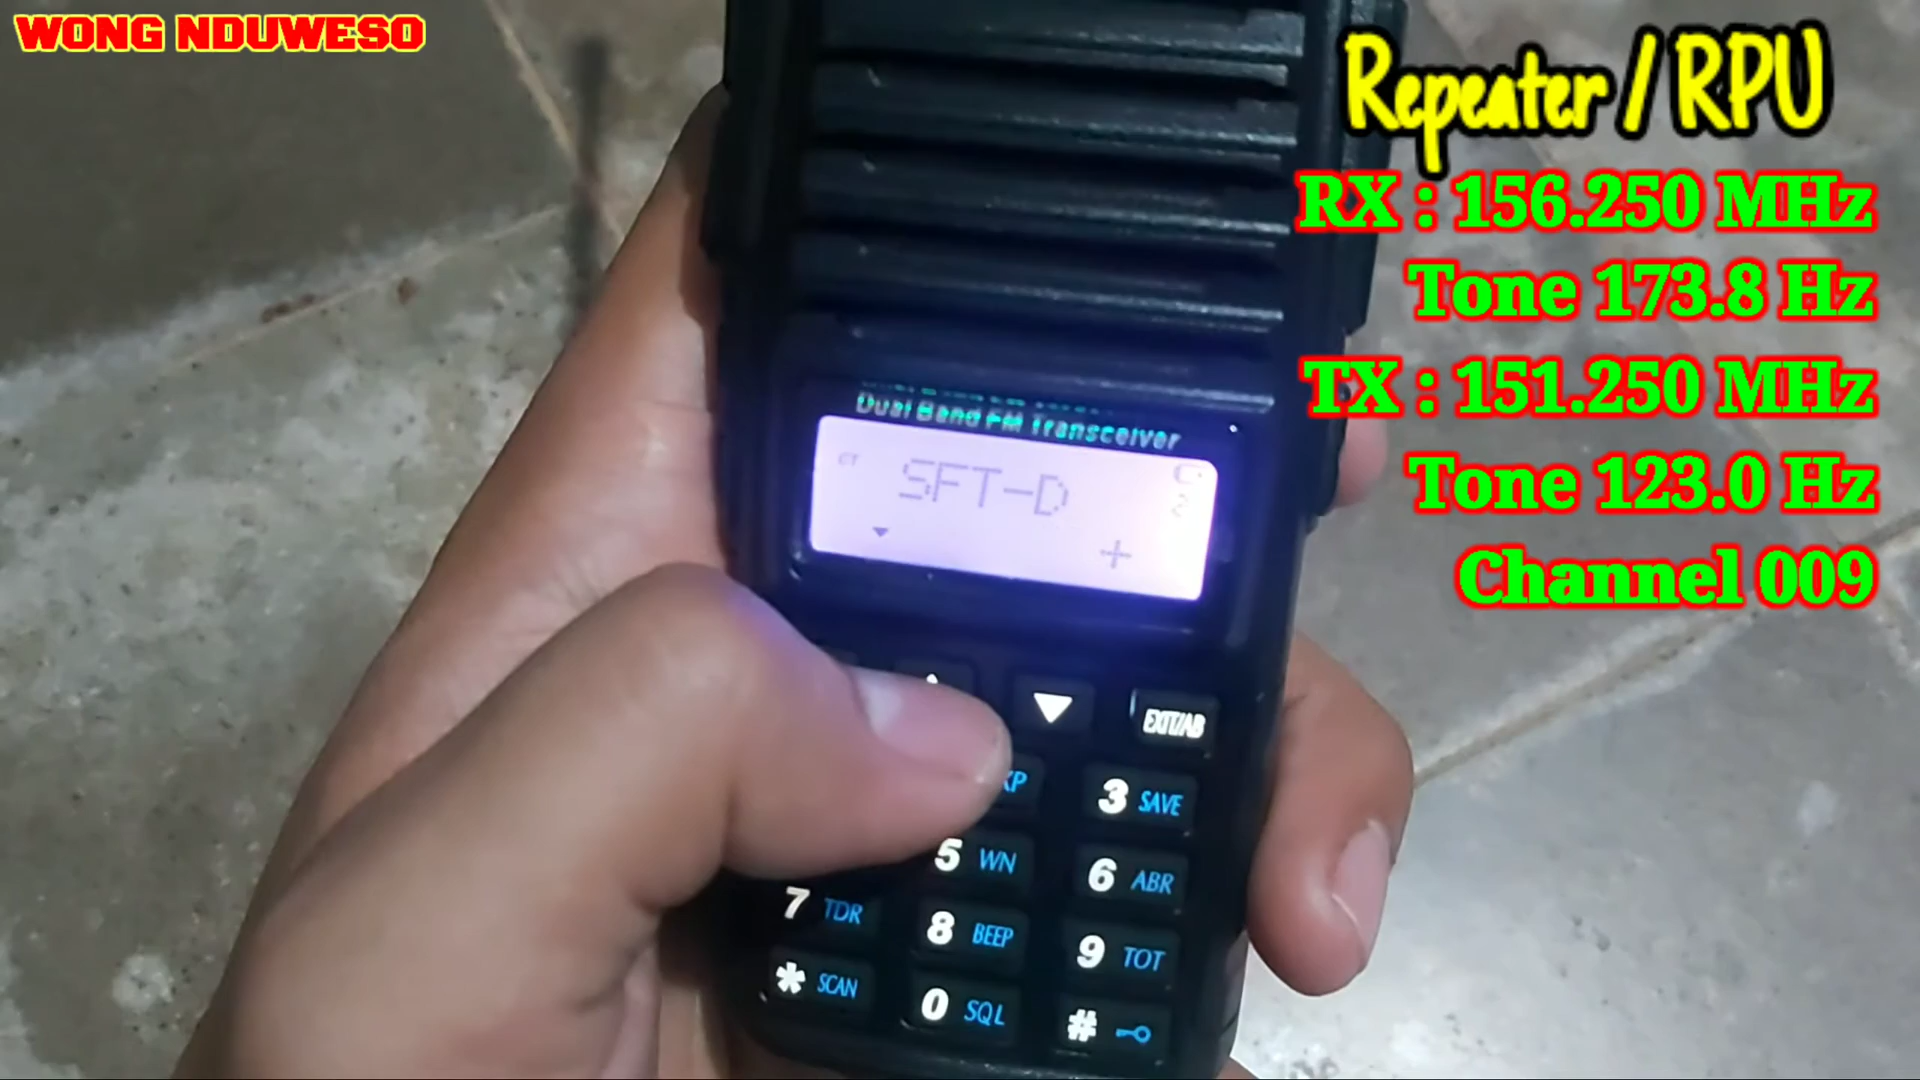 WONG NDUWESO
Repeater / RPU
RX : 156.250 MHz
Tone 173.8 Hz
TX : 151.250 MHz
Tone 123.0 Hz
Channel 009
Dual Band FM Transceiver
CT SFT-D
+
EXIT/AB
3 SAVE
5 WN
6 ABR
7 TDR
8 BEEP
9 TOT
* SCAN
0 SQL
#